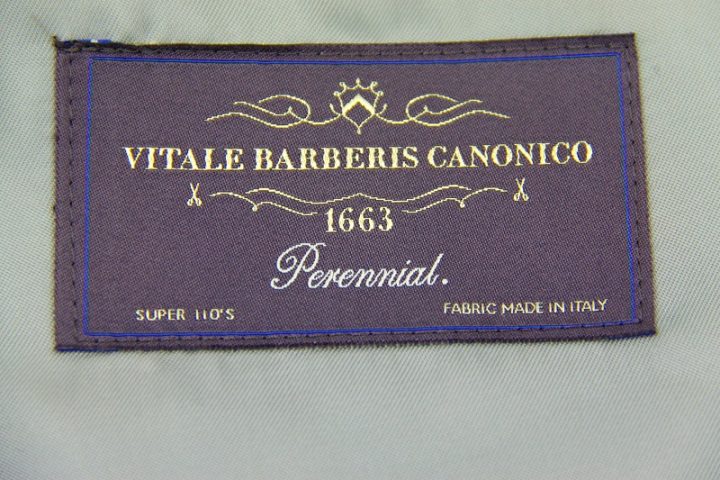 VITALE BARBERIS CANONICO
1663
Perennial.
SUPER 110'S
FABRIC MADE IN ITALY